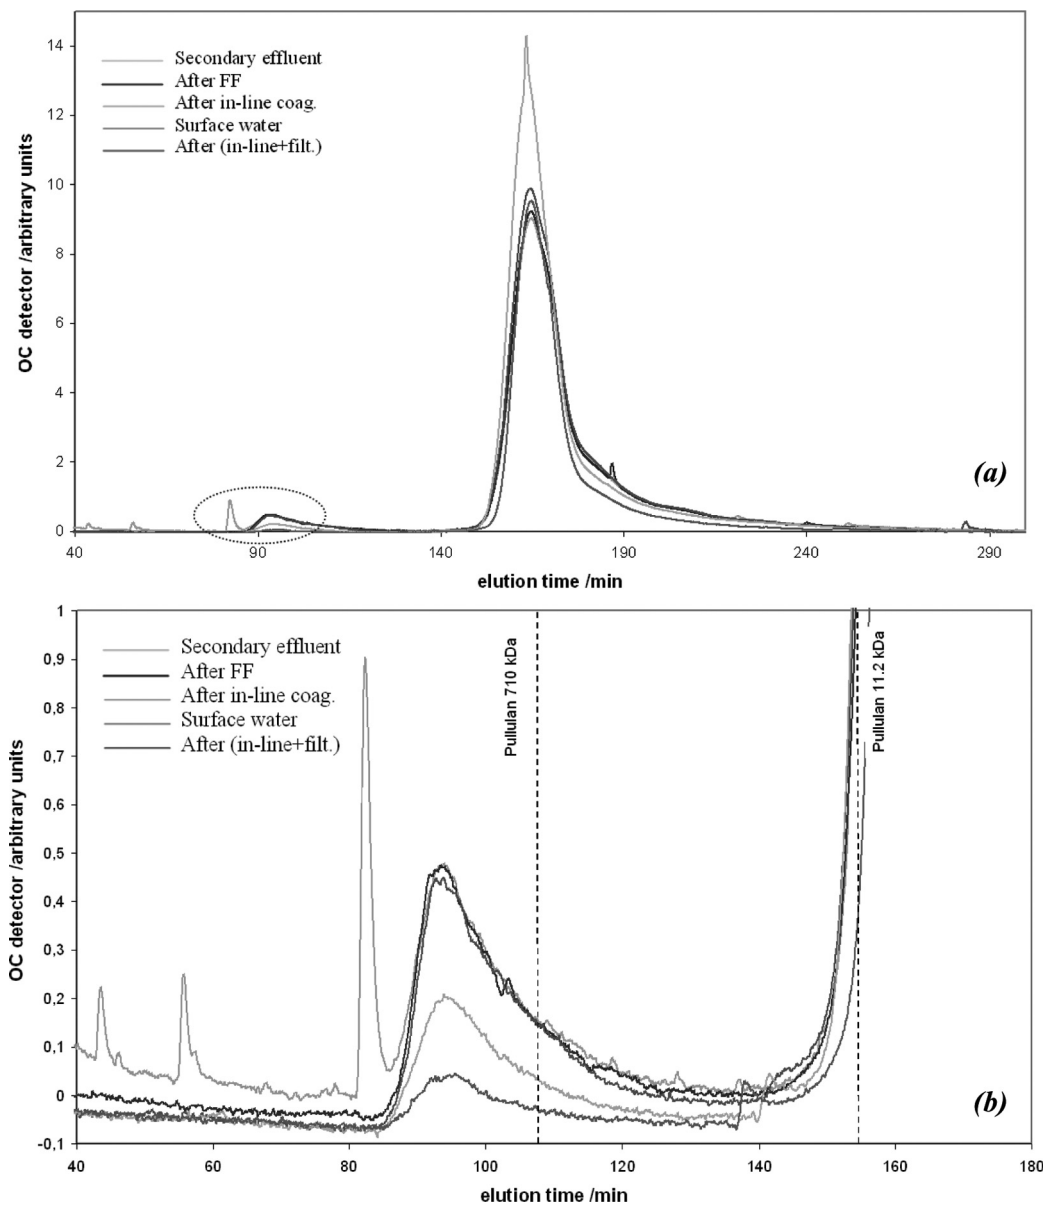 14
12
10
8
6
4
2
0
OC detector /arbitrary units
Secondary effluent
After FF
After in-line coag.
Surface water
After (in-line+filt.)
(a)
40 90 140 190 240 290
elution time /min
1
0,9
0,8
0,7
0,6
0,5
0,4
0,3
0,2
0,1
0
-0,1
OC detector /arbitrary units
Secondary effluent
After FF
After in-line coag.
Surface water
After (in-line+filt.)
Pullulan 710 kDa
Pullulan 11.2 kDa
(b)
40 60 80 100 120 140 160 180
elution time /min